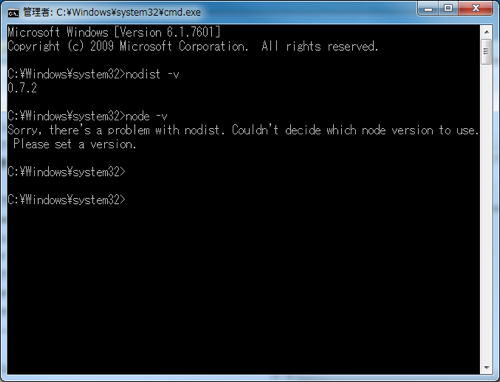 管理者: C:¥Windows¥system32¥cmd.exe
Microsoft Windows [Version 6.1.7601]
Copyright (c) 2009 Microsoft Corporation.  All rights reserved.
C:¥Windows¥system32>nodist -v
0.7.2
C:¥Windows¥system32>node -v
Sorry, there's a problem with nodist. Couldn't decide which node version to use.
 Please set a version.
C:¥Windows¥system32>
C:¥Windows¥system32>